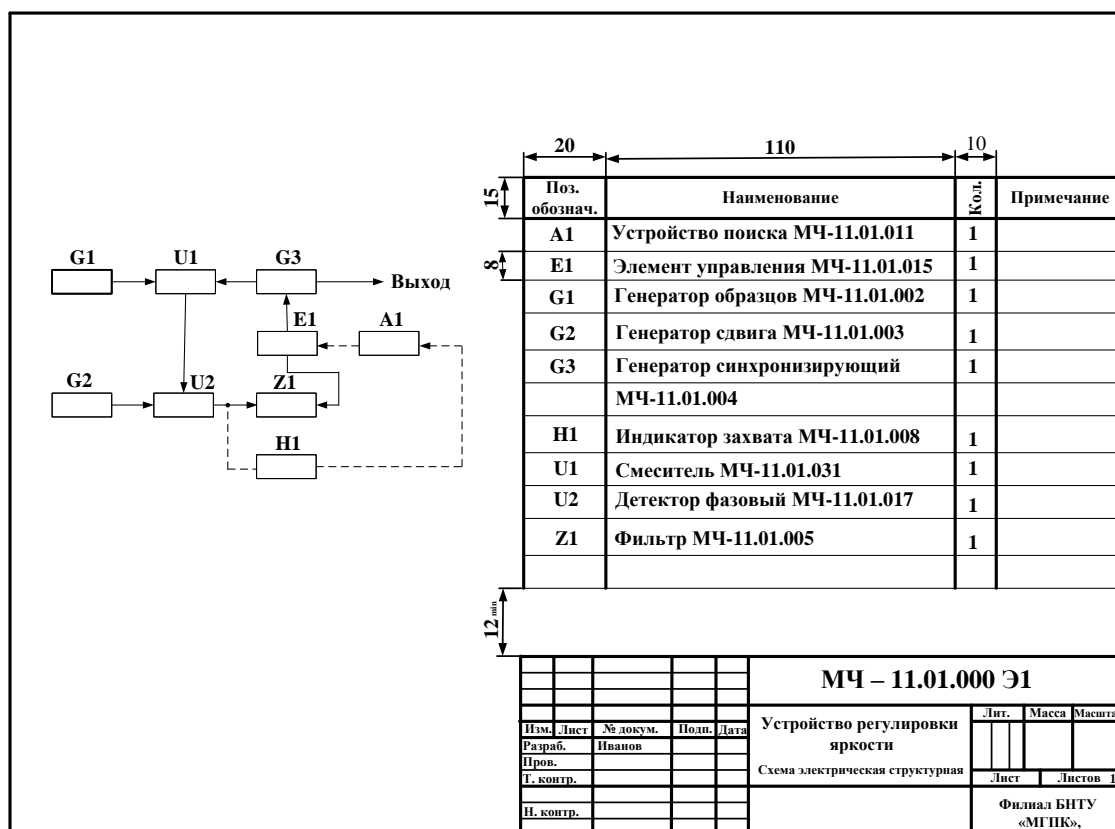 20
110
10
15
Поз. обознач.
Наименование
Кол.
Примечание
A1
Устройство поиска МЧ-11.01.011
1
8
E1
Элемент управления МЧ-11.01.015
1
G1
Генератор образцов МЧ-11.01.002
1
G2
Генератор сдвига МЧ-11.01.003
1
G3
Генератор синхронизирующий
1
МЧ-11.01.004
H1
Индикатор захвата МЧ-11.01.008
1
U1
Смеситель МЧ-11.01.031
1
U2
Детектор фазовый МЧ-11.01.017
1
Z1
Фильтр МЧ-11.01.005
1
12 min
G1
U1
G3
Выход
E1
A1
G2
U2
Z1
H1
МЧ – 11.01.000 Э1
Изм.
Лист
№ докум.
Подп.
Дата
Разраб.
Иванов
Пров.
Т. контр.
Н. контр.
Устройство регулировки
яркости
Схема электрическая структурная
Лит.
Масса
Масшта
Лист
Листов 1
Филиал БНТУ
«МГПК»,